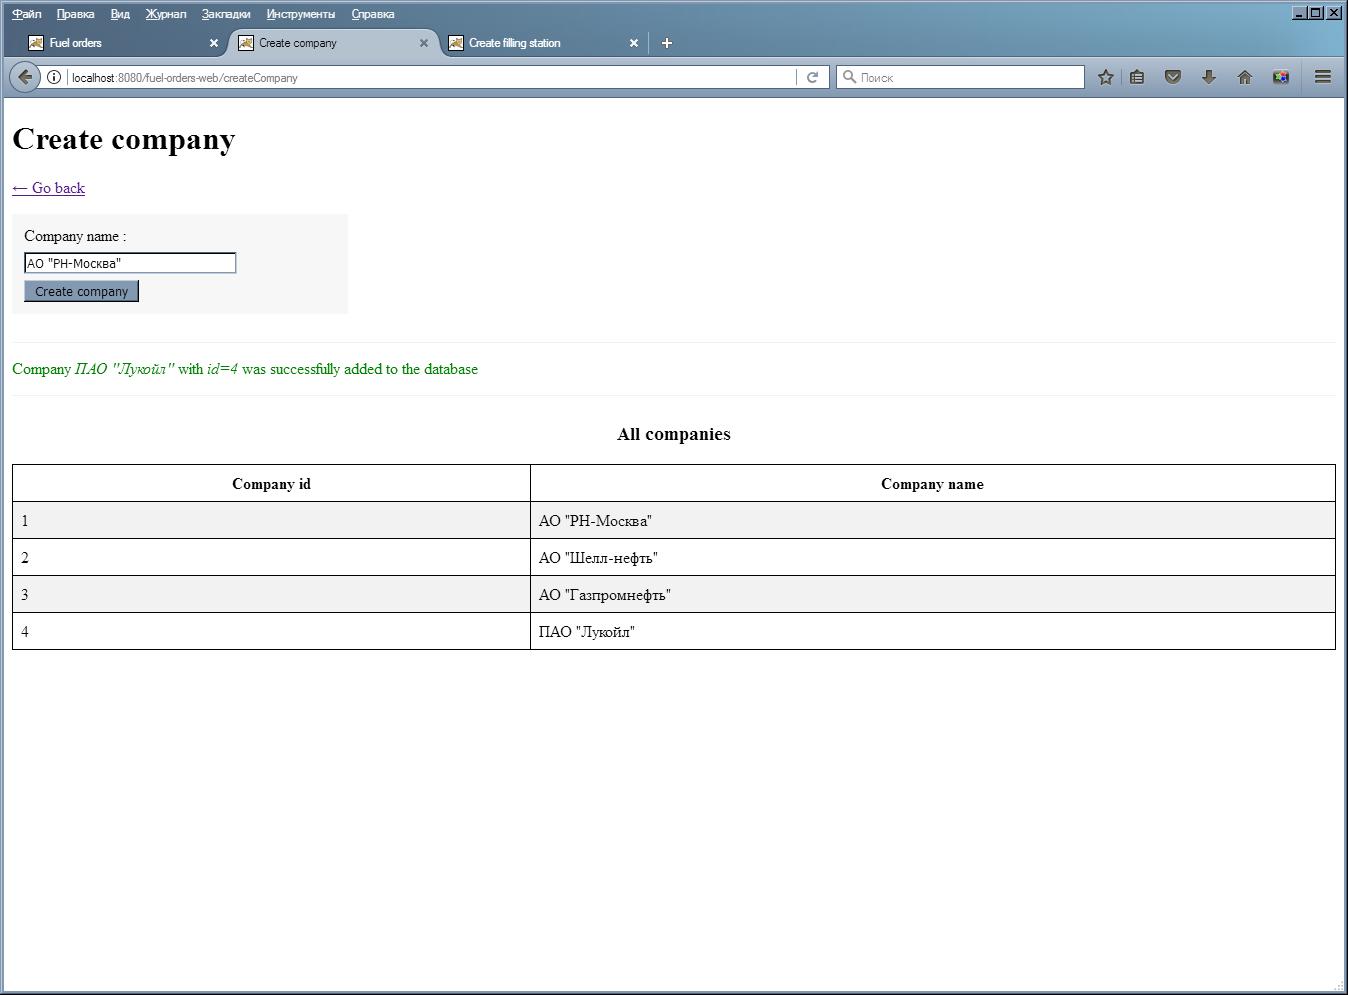 Файл Правка Вид Журнал Закладки Инструменты Справка
Fuel orders Create company Create filling station
localhost:8080/fuel-orders-web/createCompany Поиск
Create company
← Go back
Company name :
АО "РН-Москва"
Create company
Company ПАО "Лукойл" with id=4 was successfully added to the database
All companies
Company id Company name
1 АО "РН-Москва"
2 АО "Шелл-нефть"
3 АО "Газпромнефть"
4 ПАО "Лукойл"